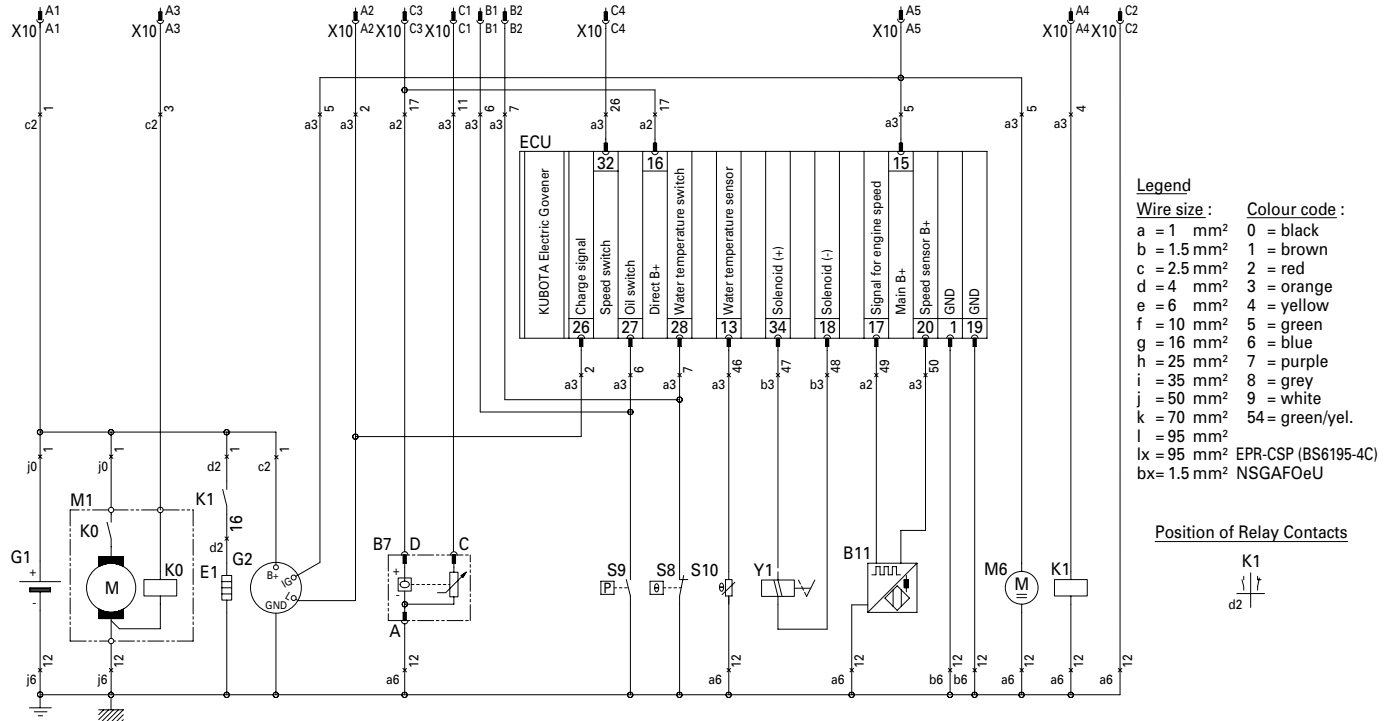 A1 A3 A2 C3 C1 B1 B2 C4 A5 A4 C2
X10 A1 X10 A3 X10 A2 X10 C3 X10 C1 B1 B2 X10 C4 X10 A5 X10 A4 X10 C2
1 3 5 2 17 11 6 7 26 17 5 5 4
c2 c2 a3 a3 a2 a3 a3 a3 a3 a2 a3 a3 a3
ECU
32 16 15
KUBOTA Electric Govener
Charge signal
Speed switch
Oil switch
Direct B+
Water temperature switch
Water temperature sensor
Solenoid (+)
Solenoid (-)
Signal for engine speed
Main B+
Speed sensor B+
GND
GND
26 27 28 13 34 18 17 20 1 19
2 6 7 46 47 48 49 50
a3 a3 a3 a3 b3 b3 a2 a3
Legend
Wire size : Colour code :
a = 1 mm² 0 = black
b = 1.5 mm² 1 = brown
c = 2.5 mm² 2 = red
d = 4 mm² 3 = orange
e = 6 mm² 4 = yellow
f = 10 mm² 5 = green
g = 16 mm² 6 = blue
h = 25 mm² 7 = purple
i = 35 mm² 8 = grey
j = 50 mm² 9 = white
k = 70 mm² 54 = green/yel.
l = 95 mm²
lx = 95 mm² EPR-CSP (BS6195-4C)
bx= 1.5 mm² NSGAFOeU
Position of Relay Contacts
K1
d2
1 1 1 1
j0 j0 d2 c2
M1 K1
K0 16
d2
G1 + - M K0 E1 G2
B+ IG L GND
B7 D C
+ -
A
S9 P S8 θ S10 θ Y1 B11 M6 M K1
12 12 12 12 12 12 12 12 12 12
j6 j6 a6 a6 a6 b6 b6 a6 a6 a6